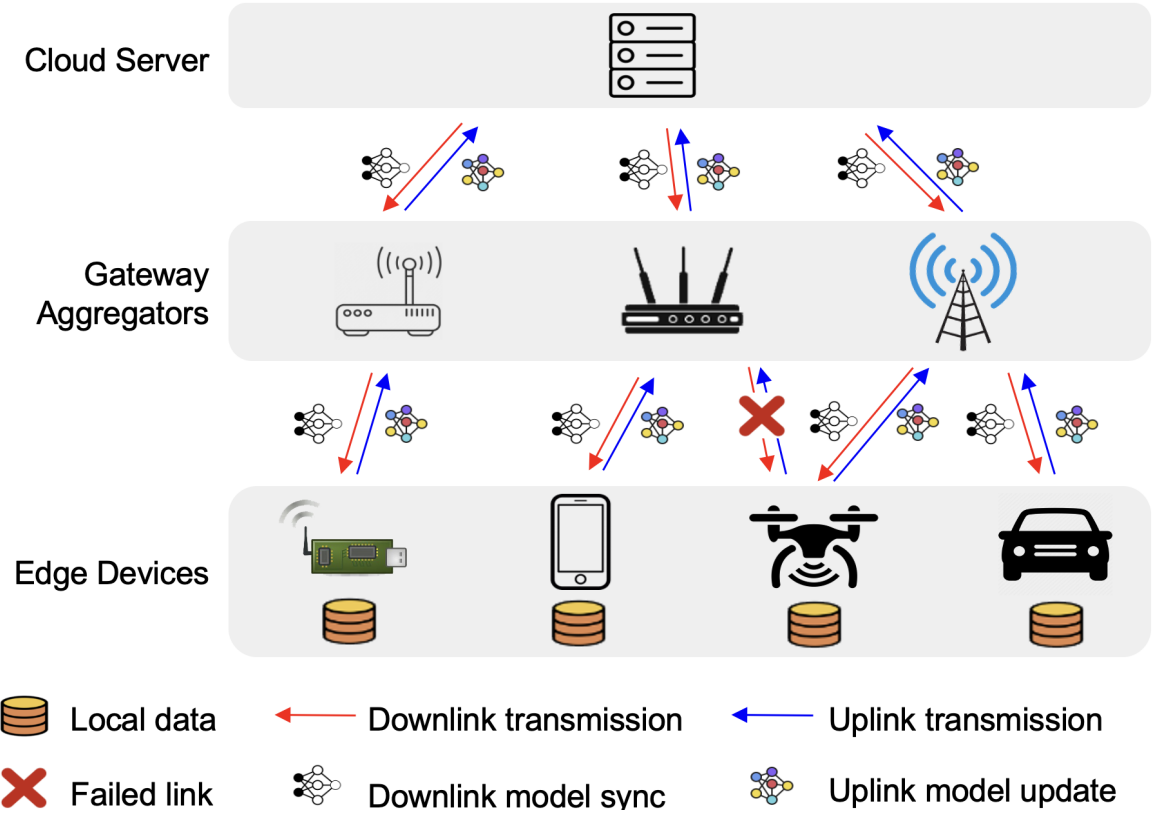 Cloud Server
Gateway
Aggregators
Edge Devices
Local data
Downlink transmission
Uplink transmission
Failed link
Downlink model sync
Uplink model update